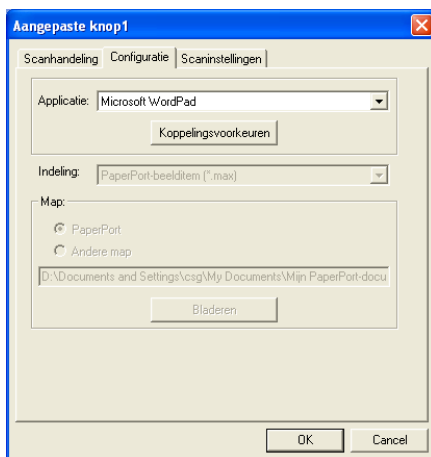 Aangepaste knop1
Scanhandeling Configuratie Scaninstellingen
Applicatie: Microsoft WordPad
Koppelingsvoorkeuren
Indeling: PaperPort-beelditem (*.max)
Map:
PaperPort
Andere map
D:\Documents and Settings\csg\My Documents\Mijn PaperPort-docu
Bladeren
OK Cancel